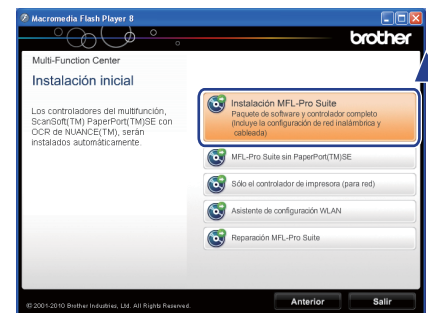 Macromedia Flash Player 8
brother
Multi-Function Center
Instalación inicial
Los controladores del multifunción,
ScanSoft(TM) PaperPort(TM)SE con
OCR de NUANCE(TM), serán
instalados automáticamente.
Instalación MFL-Pro Suite
Paquete de software y controlador completo
(Incluye la configuración de red inalámbrica y
cableada)
MFL-Pro Suite sin PaperPort(TM)SE
Sólo el controlador de impresora (para red)
Asistente de configuración WLAN
Reparación MFL-Pro Suite
© 2001-2010 Brother Industries, Ltd. All Rights Reserved.
Anterior
Salir